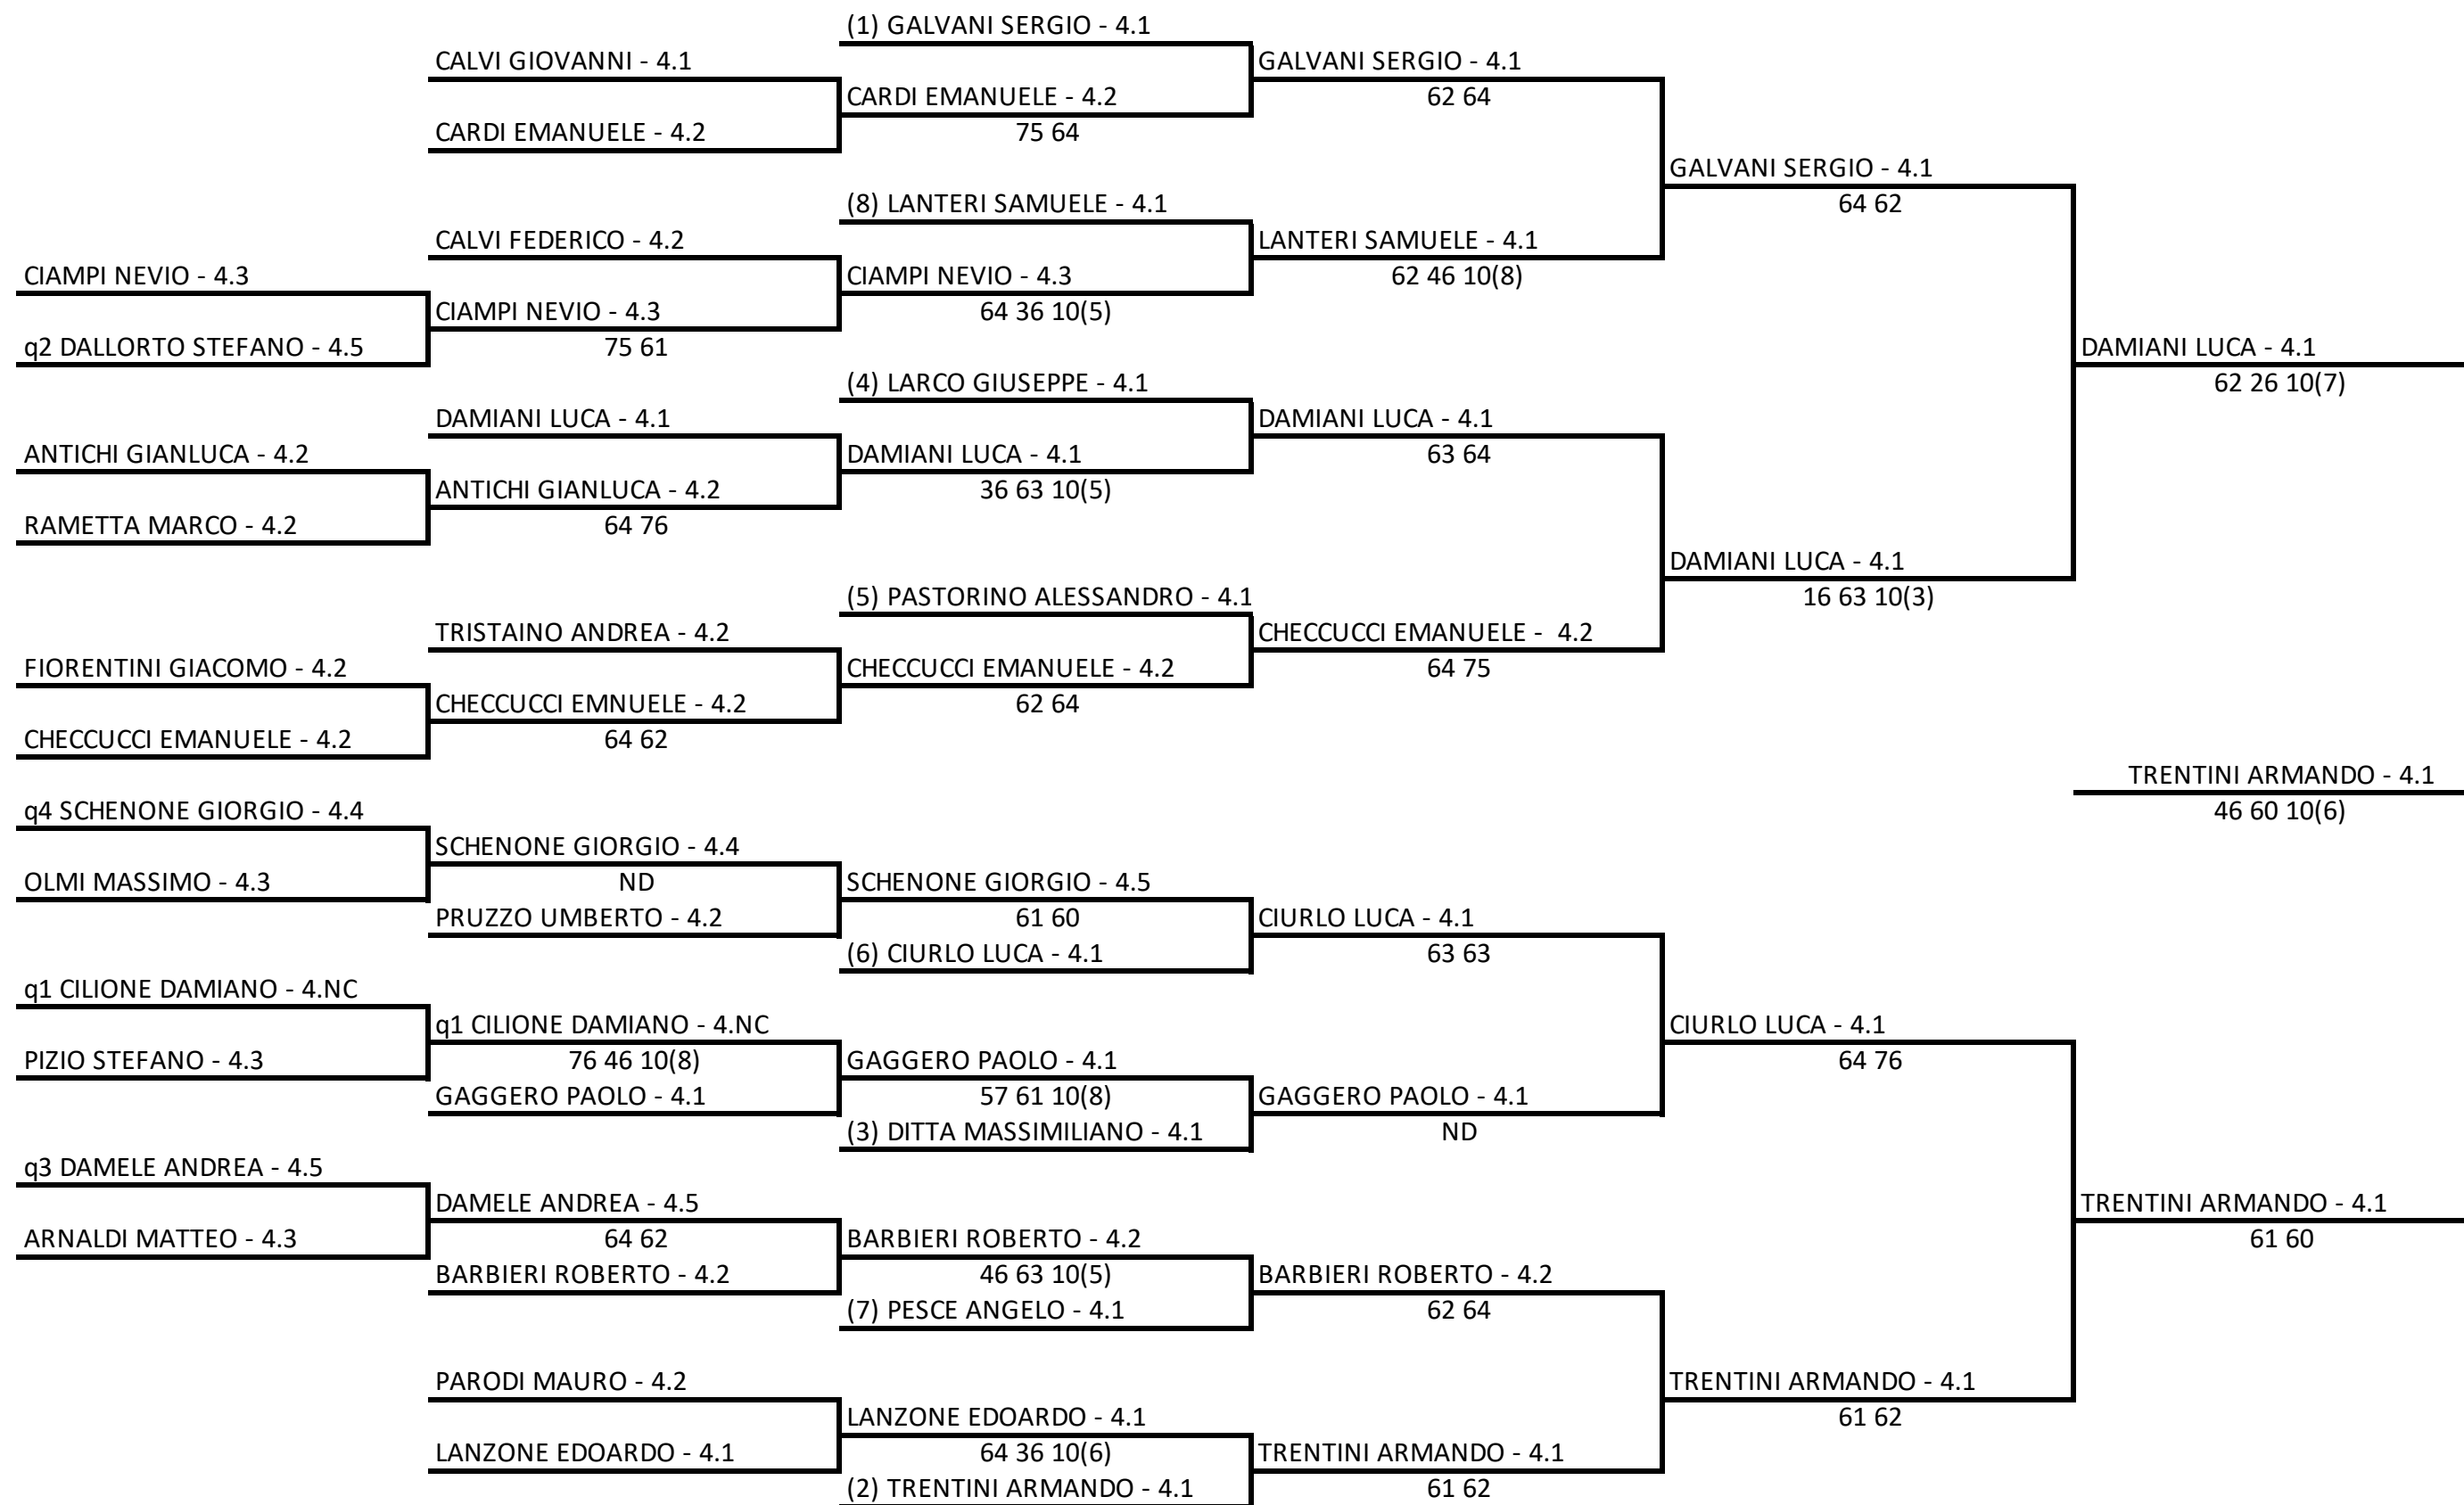 (1) GALVANI SERGIO - 4.1
CALVI GIOVANNI - 4.1
GALVANI SERGIO - 4.1
CARDI EMANUELE - 4.2
62 64
CARDI EMANUELE - 4.2
75 64
GALVANI SERGIO - 4.1
(8) LANTERI SAMUELE - 4.1
64 62
CALVI FEDERICO - 4.2
LANTERI SAMUELE - 4.1
CIAMPI NEVIO - 4.3
CIAMPI NEVIO - 4.3
62 46 10(8)
CIAMPI NEVIO - 4.3
64 36 10(5)
q2 DALLORTO STEFANO - 4.5
75 61
DAMIANI LUCA - 4.1
(4) LARCO GIUSEPPE - 4.1
62 26 10(7)
DAMIANI LUCA - 4.1
DAMIANI LUCA - 4.1
ANTICHI GIANLUCA - 4.2
DAMIANI LUCA - 4.1
63 64
ANTICHI GIANLUCA - 4.2
36 63 10(5)
RAMETTA MARCO - 4.2
64 76
DAMIANI LUCA - 4.1
(5) PASTORINO ALESSANDRO - 4.1
16 63 10(3)
TRISTAINO ANDREA - 4.2
CHECCUCCI EMANUELE -  4.2
FIORENTINI GIACOMO - 4.2
CHECCUCCI EMANUELE - 4.2
64 75
CHECCUCCI EMNUELE - 4.2
62 64
CHECCUCCI EMANUELE - 4.2
64 62
TRENTINI ARMANDO - 4.1
q4 SCHENONE GIORGIO - 4.4
46 60 10(6)
SCHENONE GIORGIO - 4.4
OLMI MASSIMO - 4.3
ND
SCHENONE GIORGIO - 4.5
PRUZZO UMBERTO - 4.2
61 60
CIURLO LUCA - 4.1
(6) CIURLO LUCA - 4.1
63 63
q1 CILIONE DAMIANO - 4.NC
q1 CILIONE DAMIANO - 4.NC
CIURLO LUCA - 4.1
PIZIO STEFANO - 4.3
76 46 10(8)
GAGGERO PAOLO - 4.1
64 76
GAGGERO PAOLO - 4.1
57 61 10(8)
GAGGERO PAOLO - 4.1
(3) DITTA MASSIMILIANO - 4.1
ND
q3 DAMELE ANDREA - 4.5
DAMELE ANDREA - 4.5
TRENTINI ARMANDO - 4.1
ARNALDI MATTEO - 4.3
64 62
BARBIERI ROBERTO - 4.2
61 60
BARBIERI ROBERTO - 4.2
46 63 10(5)
BARBIERI ROBERTO - 4.2
(7) PESCE ANGELO - 4.1
62 64
PARODI MAURO - 4.2
TRENTINI ARMANDO - 4.1
LANZONE EDOARDO - 4.1
61 62
LANZONE EDOARDO - 4.1
64 36 10(6)
TRENTINI ARMANDO - 4.1
(2) TRENTINI ARMANDO - 4.1
61 62